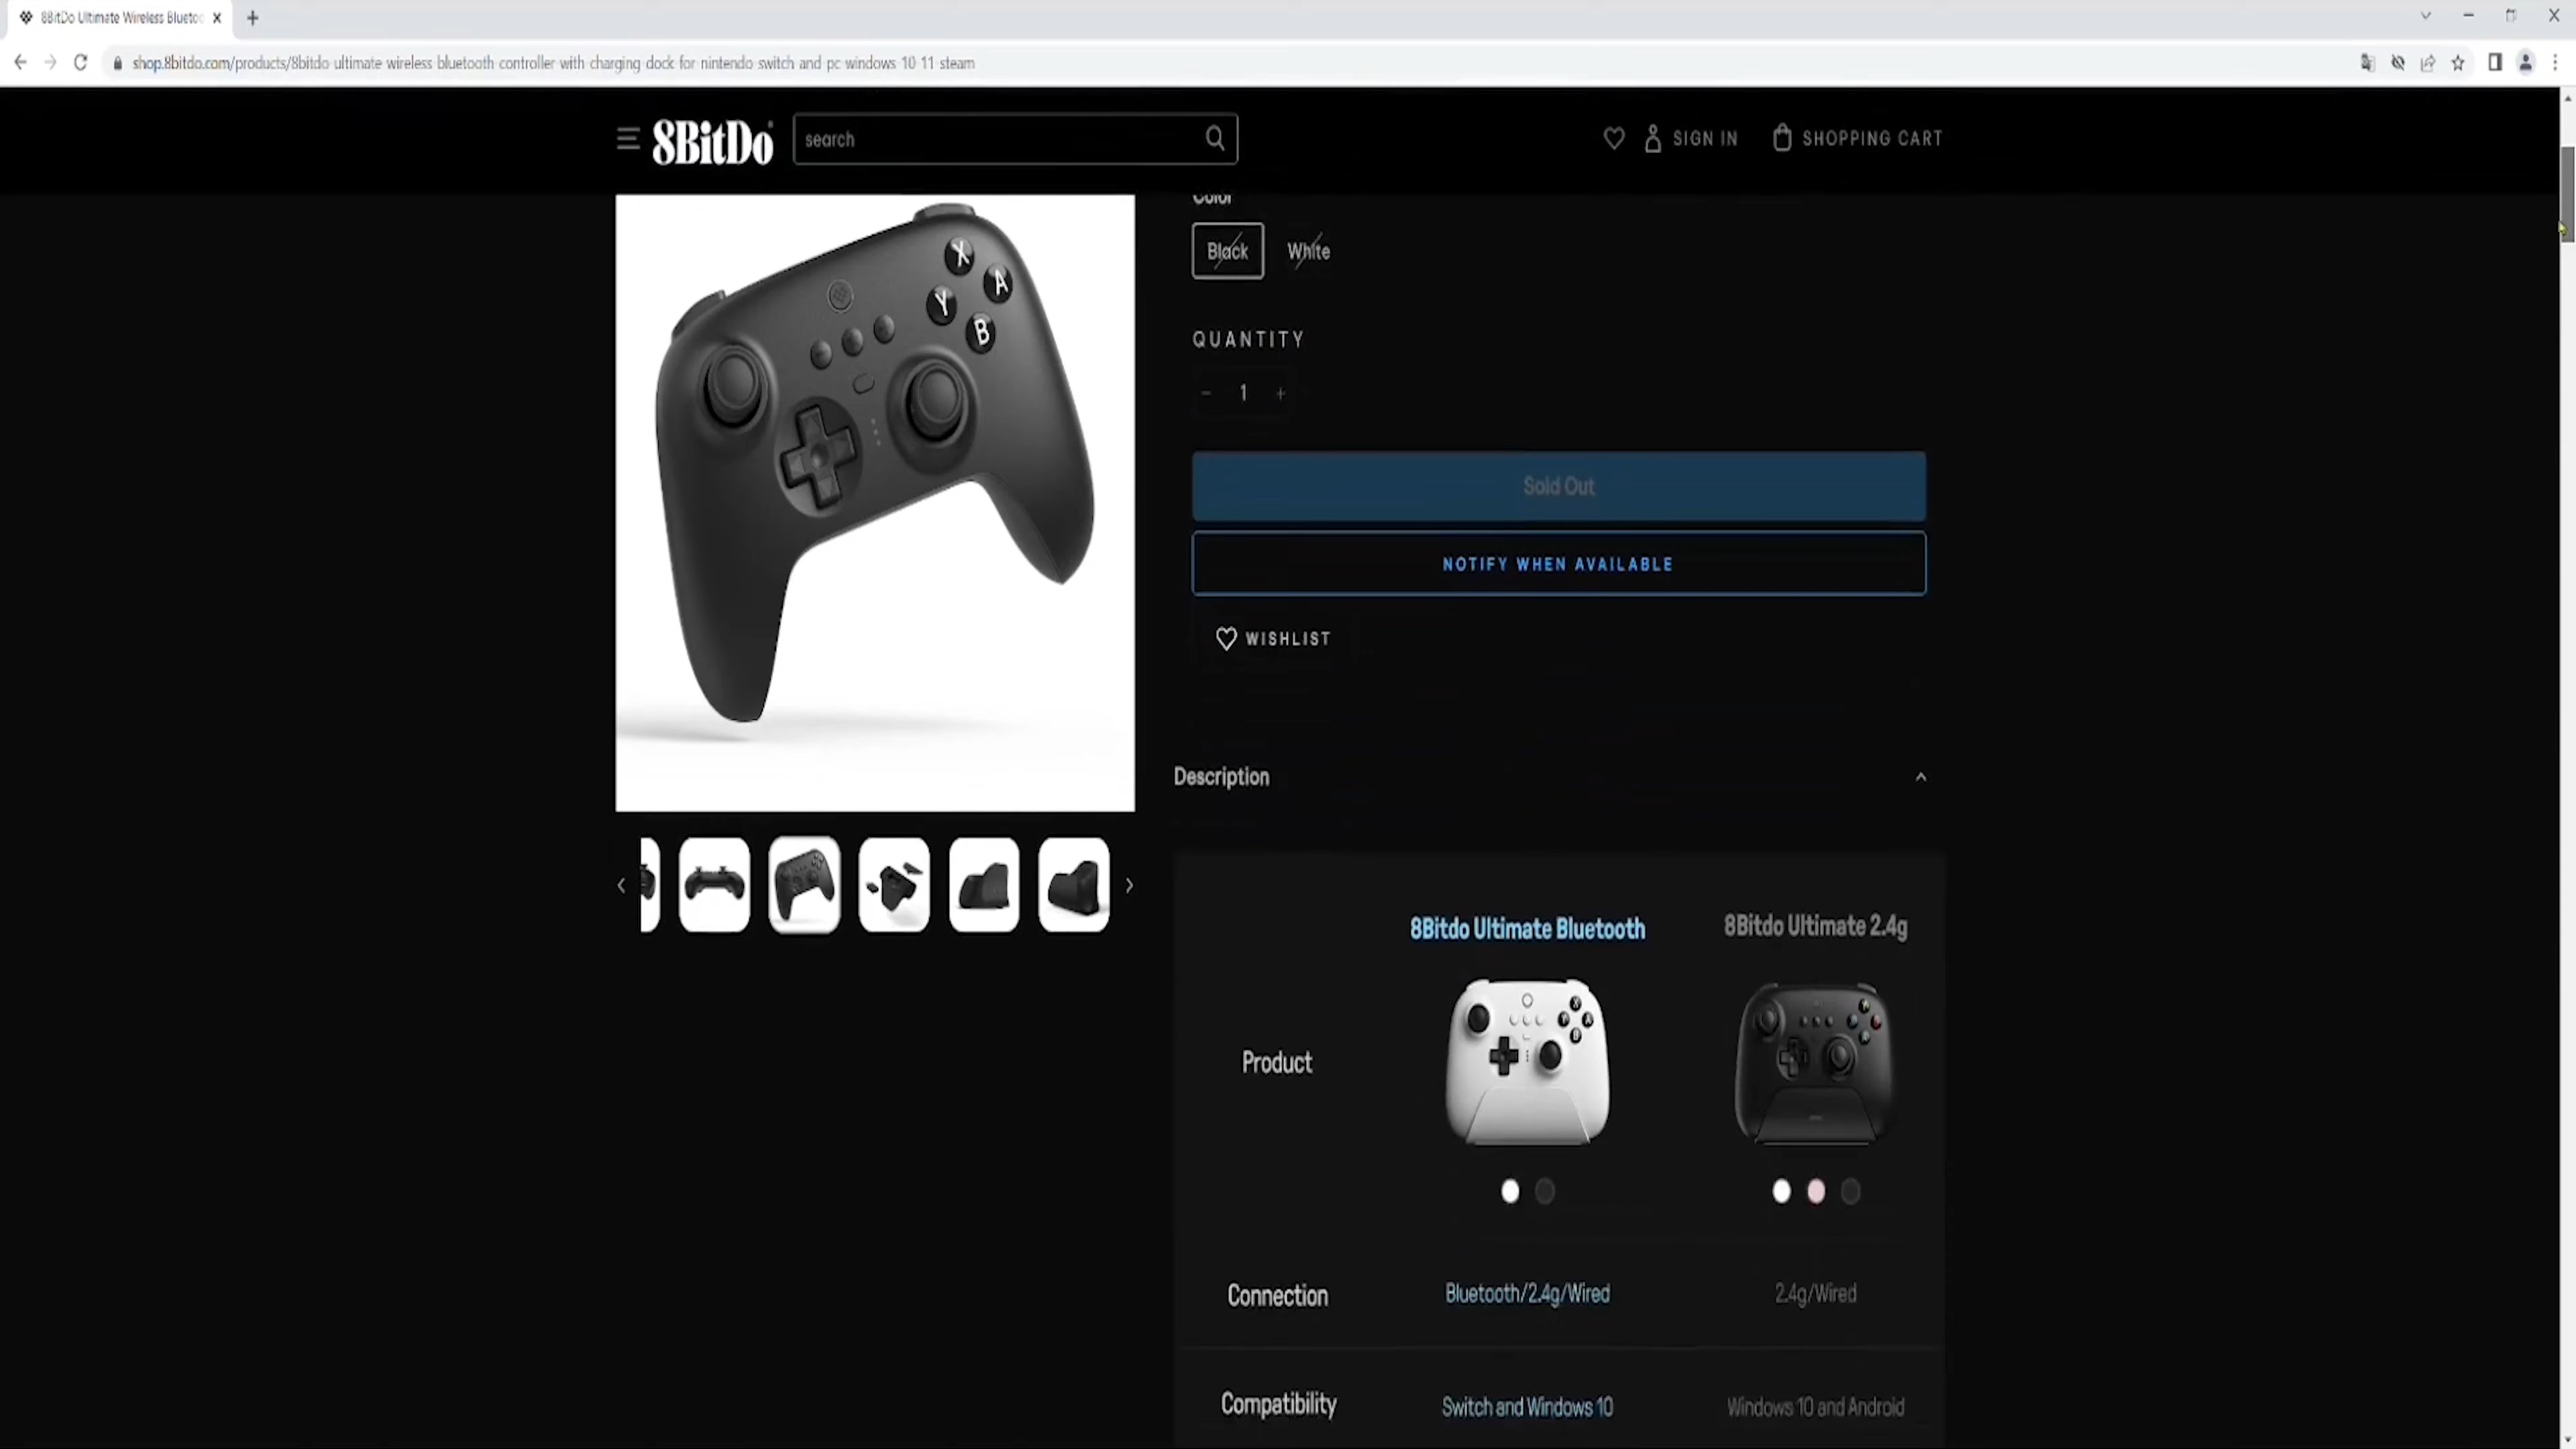 8BitDo Ultimate Wireless Bluetoo
shop.8bitdo.com/products/8bitdo ultimate wireless bluetooth controller with charging dock for nintendo switch and pc windows 10 11 steam
8BitDo
search
SIGN IN
SHOPPING CART
Color
Black
White
X
A
Y
B
QUANTITY
- 1 +
Sold Out
NOTIFY WHEN AVAILABLE
WISHLIST
Description
8Bitdo Ultimate Bluetooth
8Bitdo Ultimate 2.4g
Product
Connection
Bluetooth/2.4g/Wired
2.4g/Wired
Compatibility
Switch and Windows 10
Windows 10 and Android